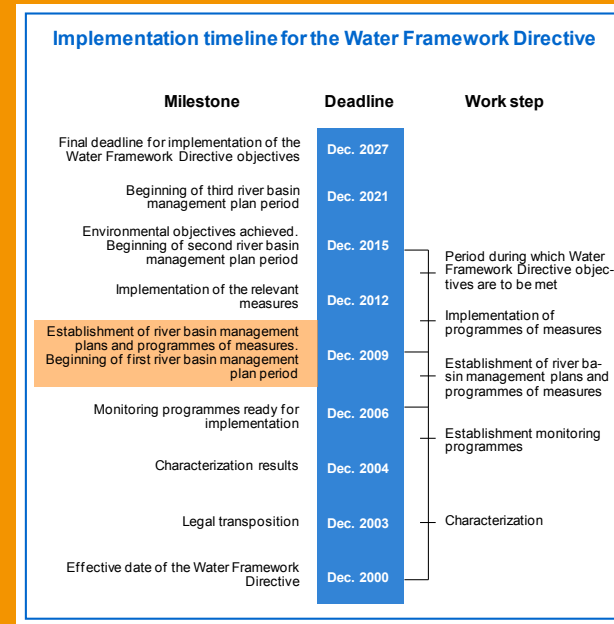 Implementation timeline for the Water Framework Directive
Milestone
Deadline
Work step
Final deadline for implementation of the
Water Framework Directive objectives
Dec. 2027
Beginning of third river basin
management plan period
Dec. 2021
Environmental objectives achieved.
Beginning of second river basin
management plan period
Dec. 2015
Period during which Water
Framework Directive objec-
tives are to be met
Implementation of the relevant
measures
Dec. 2012
Implementation of
programmes of measures
Establishment of river basin management
plans and programmes of measures.
Beginning of first river basin management
plan period
Dec. 2009
Establishment of river ba-
sin management plans and
programmes of measures
Monitoring programmes ready for
implementation
Dec. 2006
Establishment monitoring
programmes
Characterization results
Dec. 2004
Legal transposition
Dec. 2003
Characterization
Effective date of the Water Framework
Directive
Dec. 2000